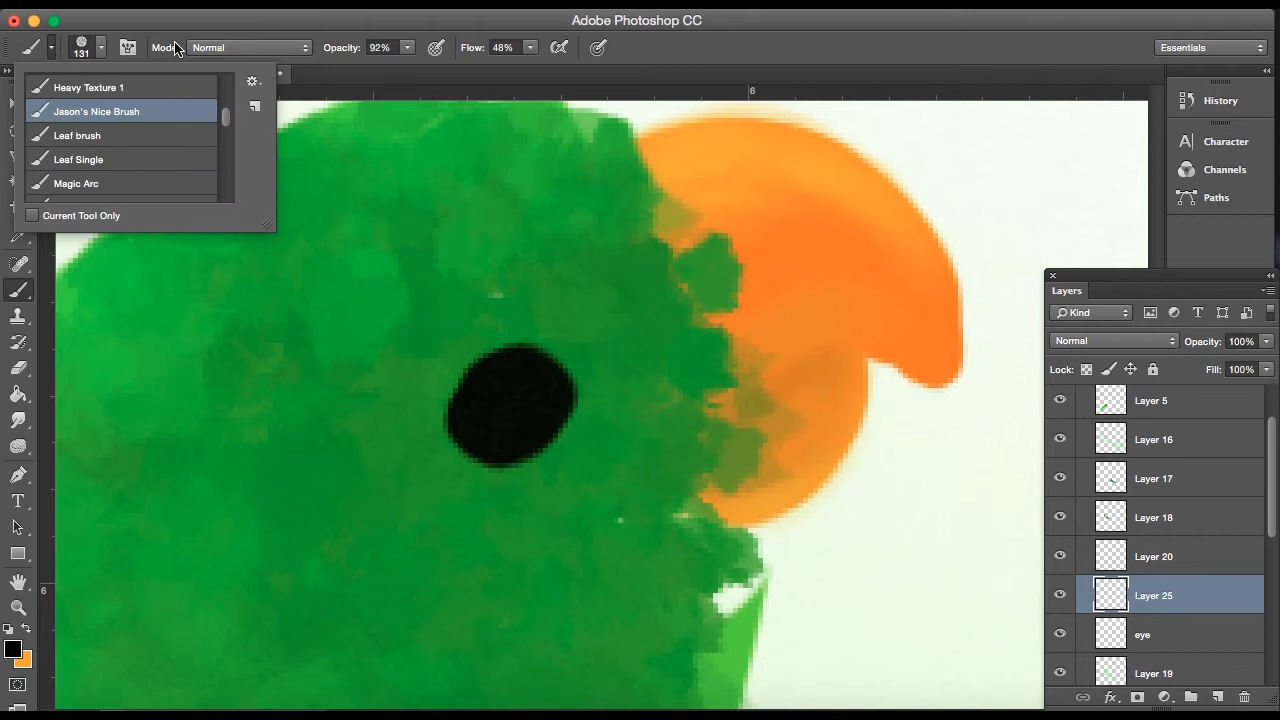 Adobe Photoshop CC
131 Mode Normal Opacity: 92% Flow: 48% Essentials
Heavy Texture 1
Jason's Nice Brush
Leaf brush
Leaf Single
Magic Arc
Current Tool Only
*
6
6
History
Character
Channels
Paths
Layers
Kind
Normal Opacity: 100%
Lock: Fill: 100%
Layer 5
Layer 16
Layer 17
Layer 18
Layer 20
Layer 25
eye
Layer 19